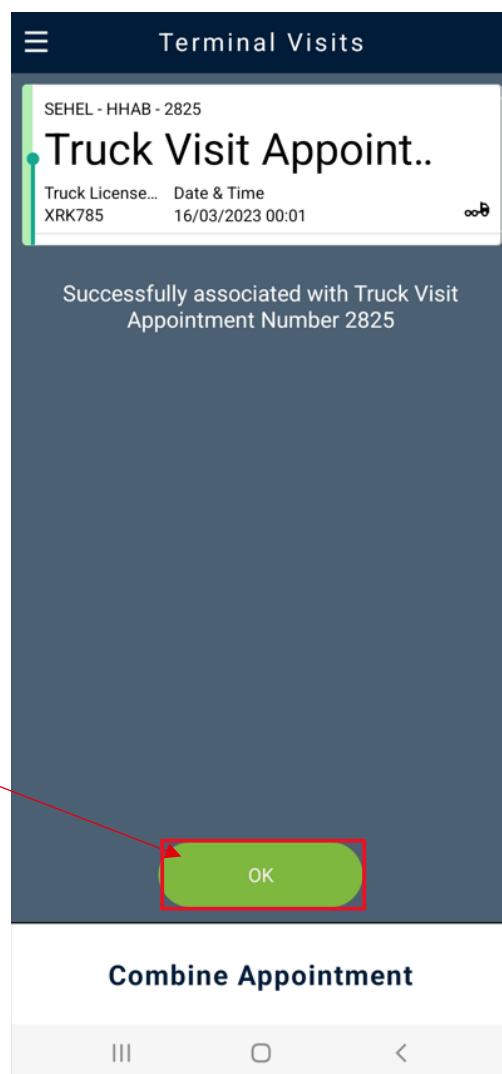 Terminal Visits
SEHEL - HHAB - 2825
Truck Visit Appoint..
Truck License... Date & Time
XRK785 16/03/2023 00:01
Successfully associated with Truck Visit
Appointment Number 2825
OK
Combine Appointment